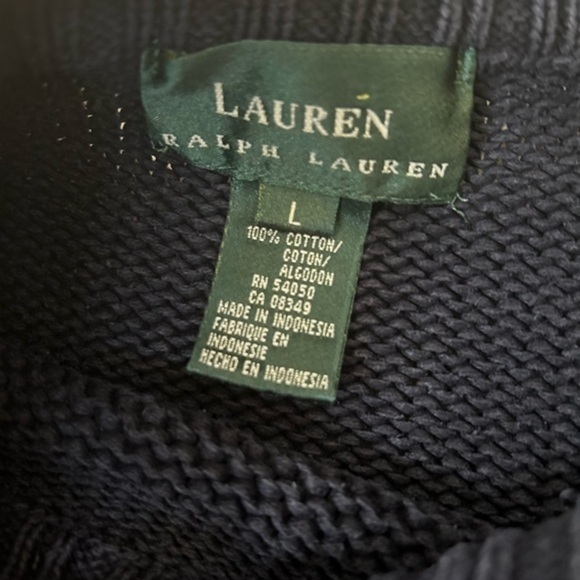 LAUREN
RALPH LAUREN
L
100% COTTON/
COTON/
ALGODON
RN 54050
CA 08349
MADE IN INDONESIA
FABRIQUE EN
INDONESIE
HECHO EN INDONESIA